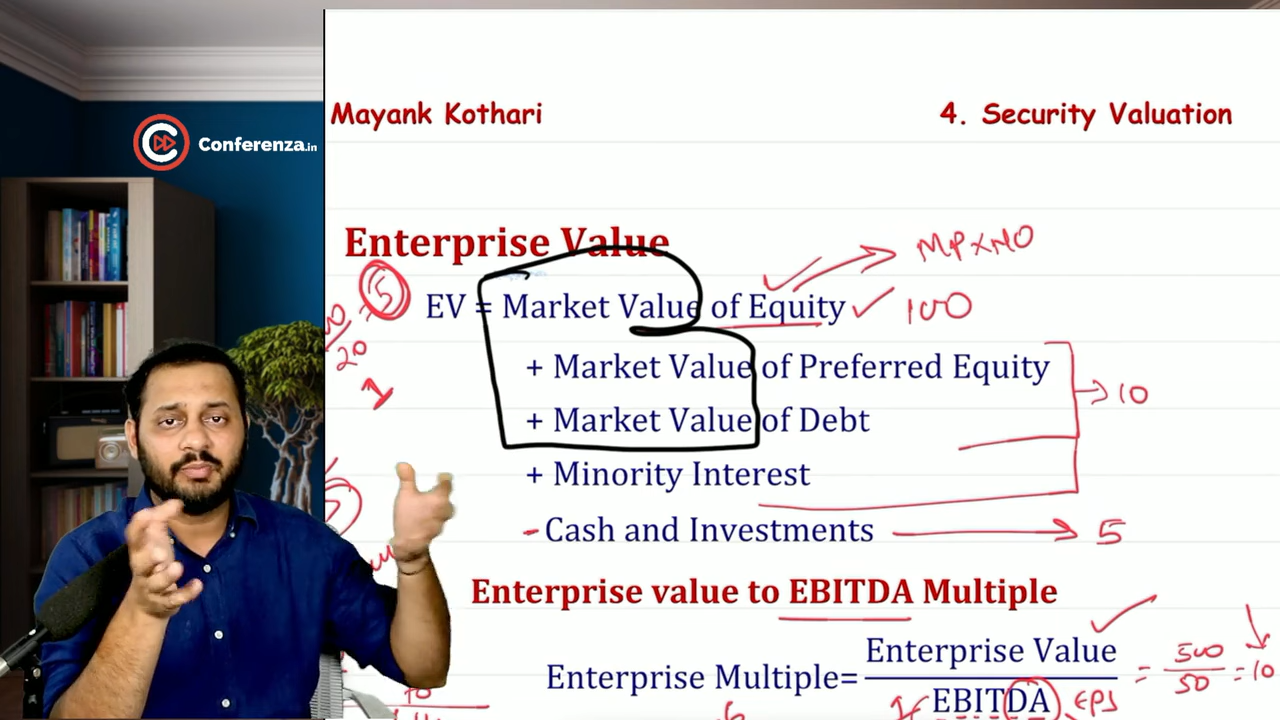 Conferenza.in
Mayank Kothari
4. Security Valuation
Enterprise Value
MP×NO
5
EV = Market Value of Equity ✓ 100
20
+ Market Value of Preferred Equity
1
10
+ Market Value of Debt
+ Minority Interest
- Cash and Investments → 5
Enterprise value to EBITDA Multiple
Enterprise Multiple= Enterprise Value / EBITDA = 500 / 50 = 10
EPS